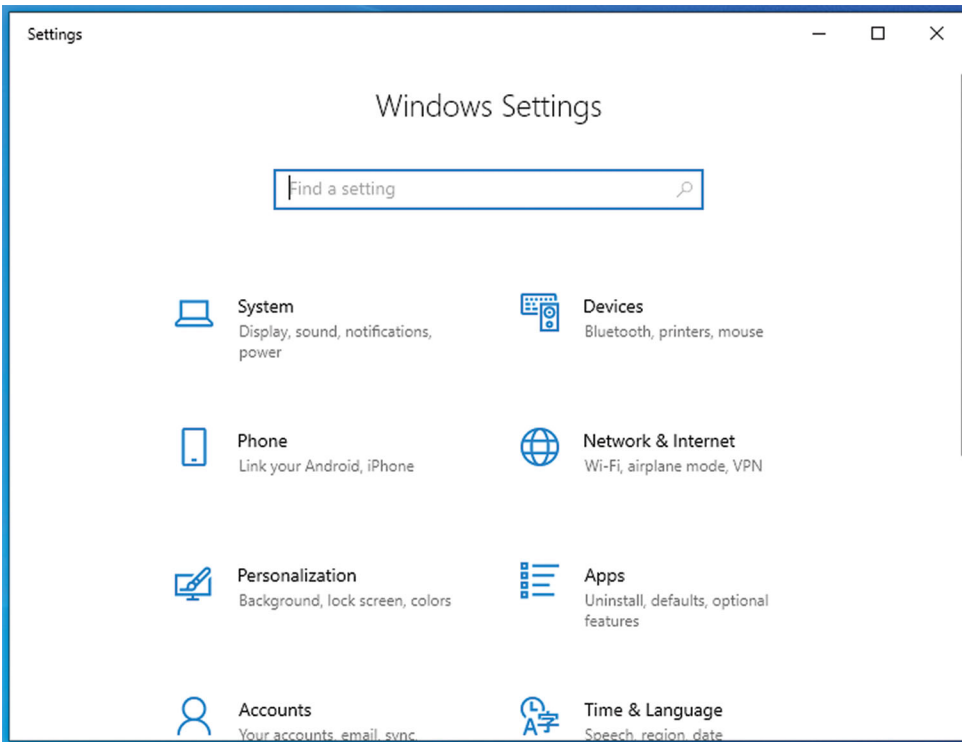 Settings
Windows Settings
Find a setting
System
Display, sound, notifications,
power
Devices
Bluetooth, printers, mouse
Phone
Link your Android, iPhone
Network & Internet
Wi-Fi, airplane mode, VPN
Personalization
Background, lock screen, colors
Apps
Uninstall, defaults, optional
features
Accounts
Your accounts, email, sync,
Time & Language
Speech, region, date